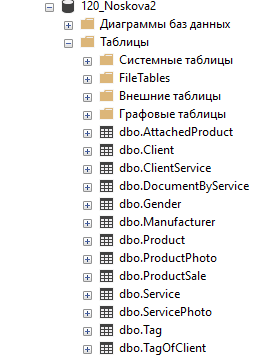 120_Noskova2
Диаграммы баз данных
Таблицы
Системные таблицы
FileTables
Внешние таблицы
Графовые таблицы
dbo.AttachedProduct
dbo.Client
dbo.ClientService
dbo.DocumentByService
dbo.Gender
dbo.Manufacturer
dbo.Product
dbo.ProductPhoto
dbo.ProductSale
dbo.Service
dbo.ServicePhoto
dbo.Tag
dbo.TagOfClient